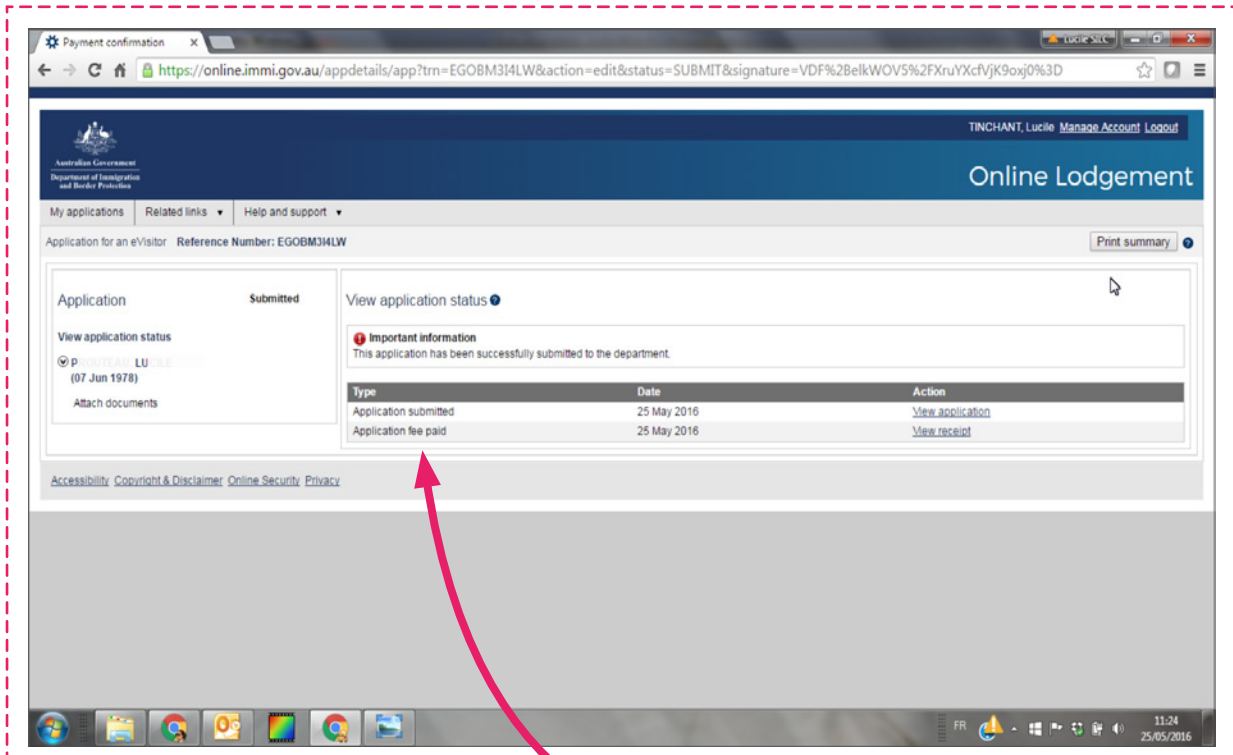 Payment confirmation x
Lucile SILC
https://online.immi.gov.au/appdetails/app?trn=EGOBM3I4LW&action=edit&status=SUBMIT&signature=VDF%2BelkWOV5%2FXruYXcfVjK9oxj0%3D
TINCHANT, Lucile Manage Account Logout
Australian Government
Department of Immigration
and Border Protection
Online Lodgement
My applications Related links Help and support
Application for an eVisitor Reference Number: EGOBM3I4LW
Print summary
Application Submitted
View application status
View application status
Important information
This application has been successfully submitted to the department.
P LU
(07 Jun 1978)
Attach documents
Type Date Action
Application submitted 25 May 2016 View application
Application fee paid 25 May 2016 View receipt
Accessibility Copyright & Disclaimer Online Security Privacy
FR
11:24
25/05/2016